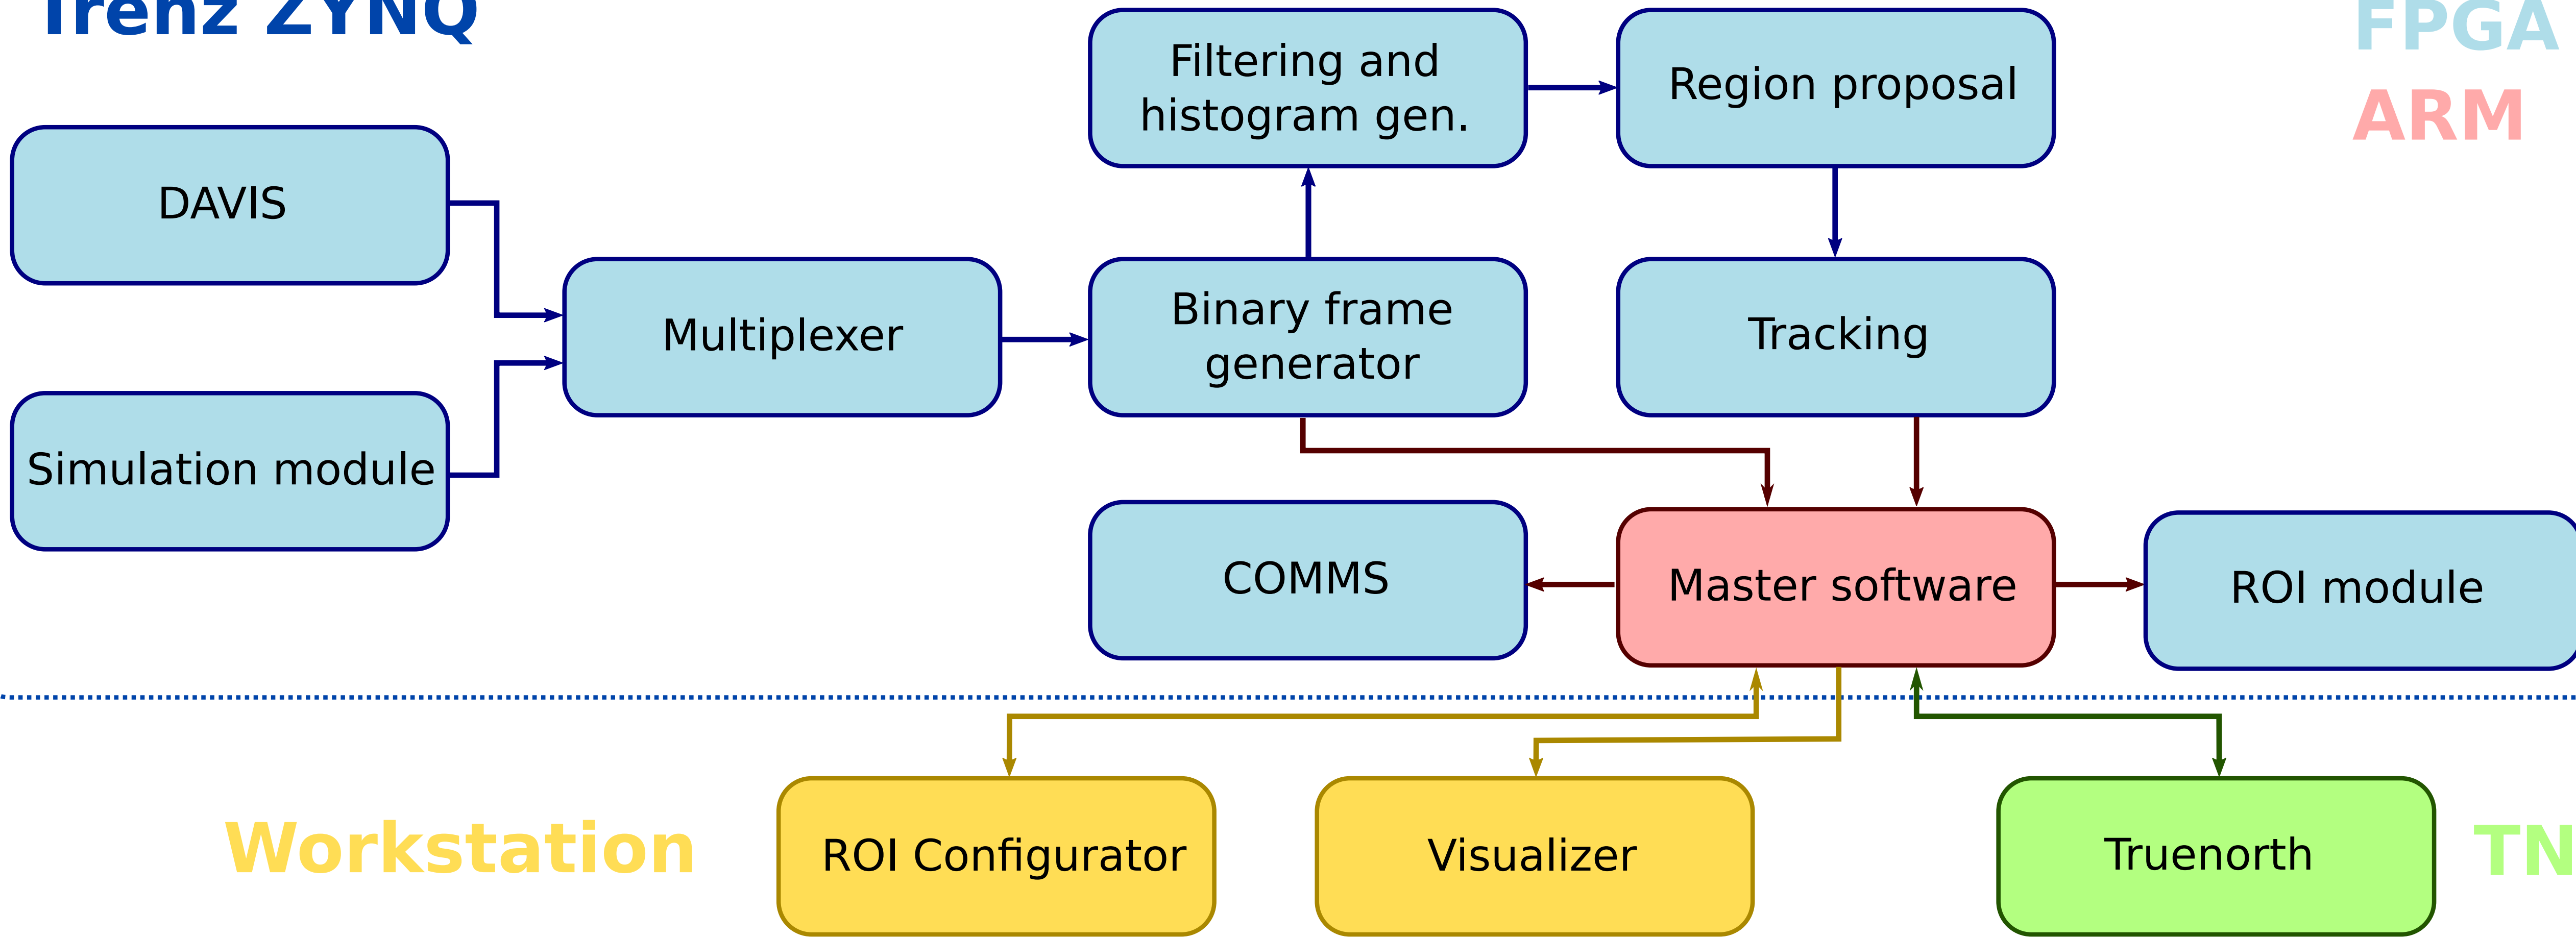 Trenz ZYNQ
FPGA
ARM
Filtering and
histogram gen.
Region proposal
DAVIS
Multiplexer
Binary frame
generator
Tracking
Simulation module
COMMS
Master software
ROI module
Workstation
ROI Configurator
Visualizer
Truenorth
TN